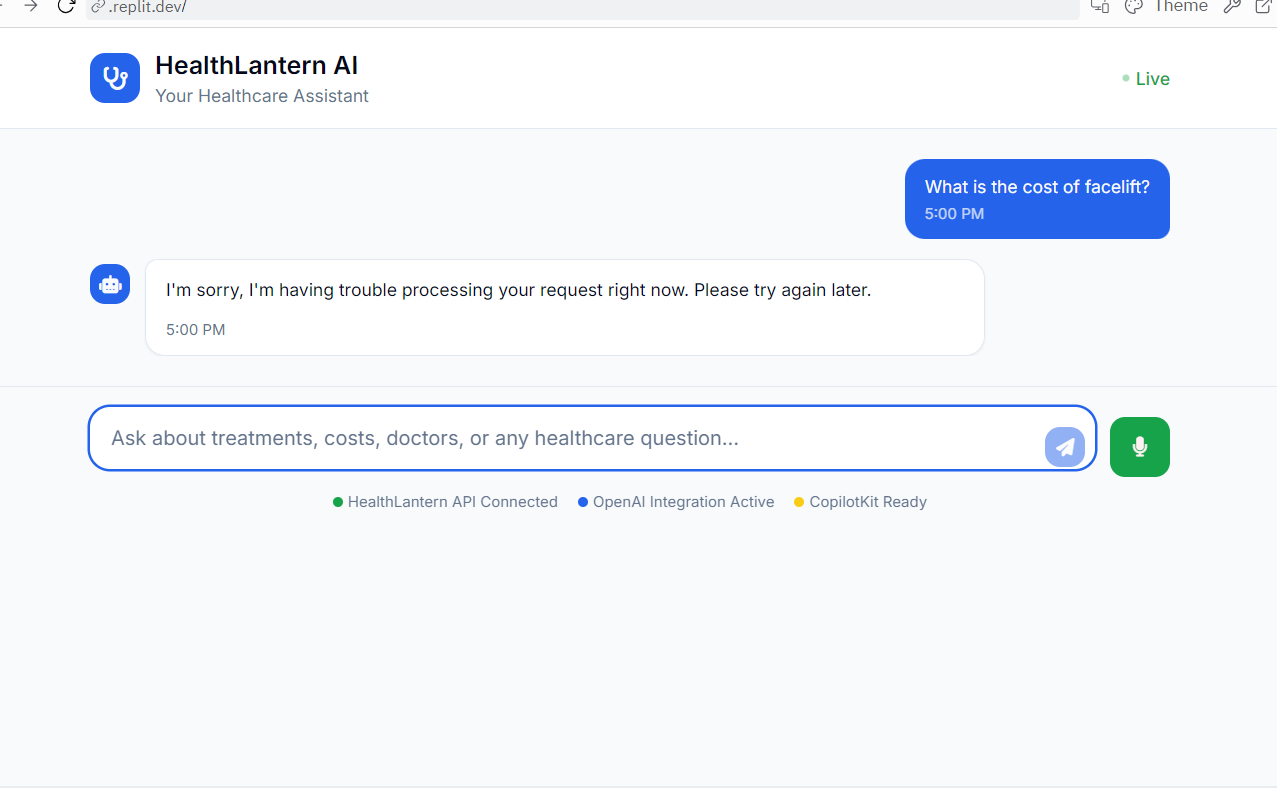 .replit.dev/
Theme
HealthLantern AI
Your Healthcare Assistant
Live
What is the cost of facelift?
5:00 PM
I'm sorry, I'm having trouble processing your request right now. Please try again later.
5:00 PM
Ask about treatments, costs, doctors, or any healthcare question...
HealthLantern API Connected OpenAI Integration Active CopilotKit Ready